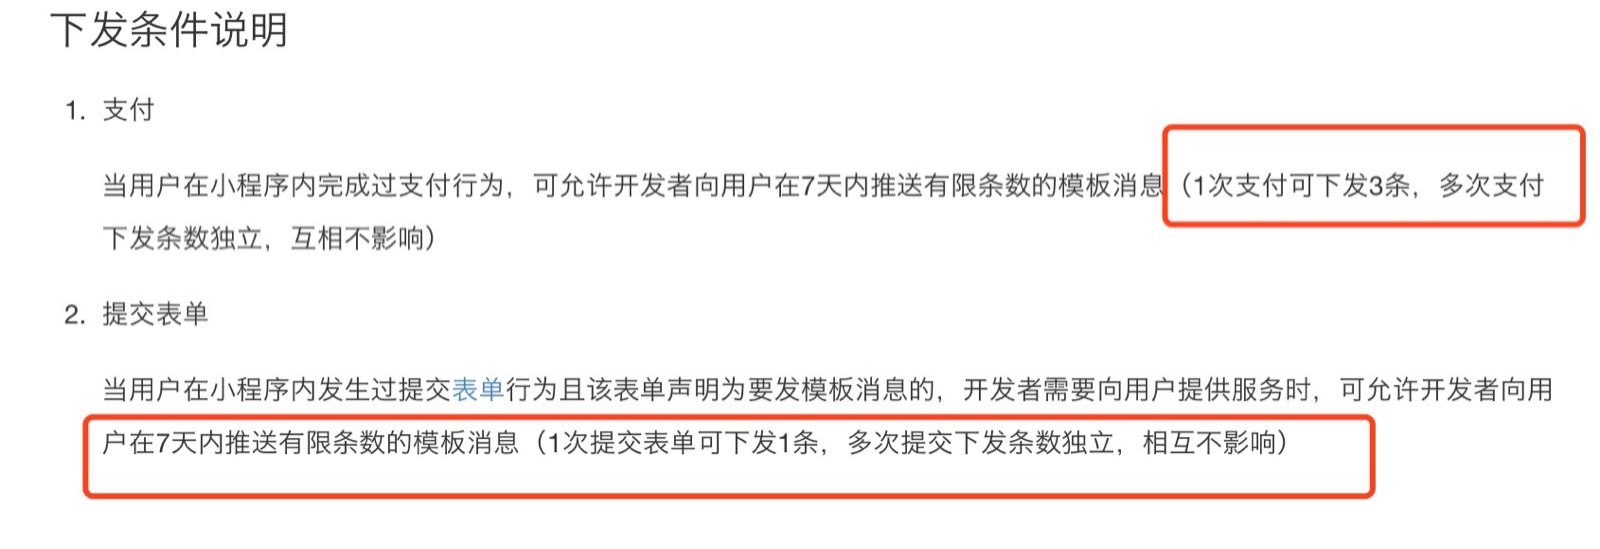 下发条件说明
1. 支付
当用户在小程序内完成过支付行为，可允许开发者向用户在7天内推送有限条数的模板消息（1次支付可下发3条，多次支付
下发条数独立，互相不影响）
2. 提交表单
当用户在小程序内发生过提交表单行为且该表单声明为要发模板消息的，开发者需要向用户提供服务时，可允许开发者向用
户在7天内推送有限条数的模板消息（1次提交表单可下发1条，多次提交下发条数独立，相互不影响）